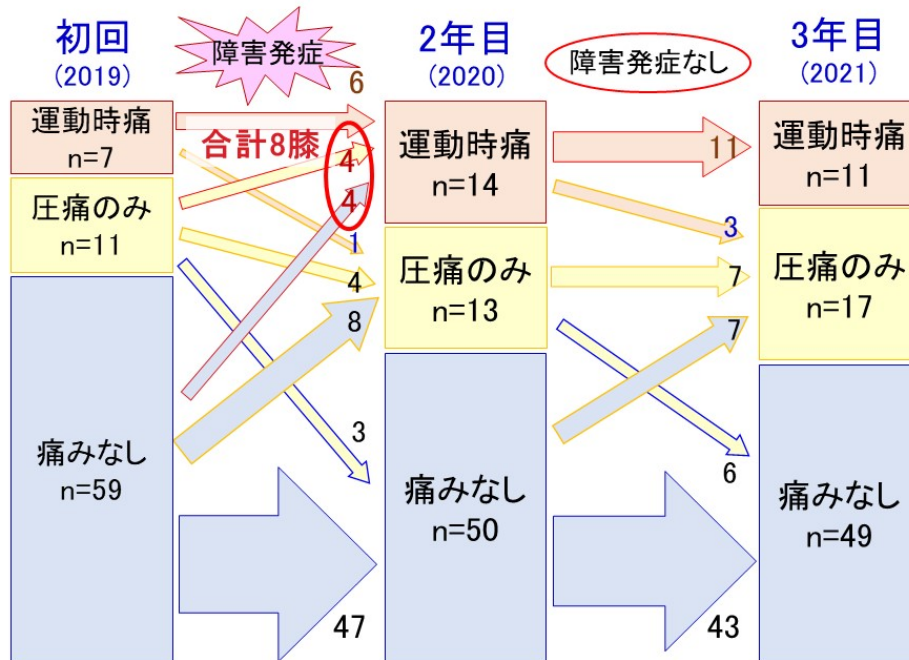 初回
(2019)
障害発症
2年目
(2020)
障害発症なし
3年目
(2021)
運動時痛
n=7
圧痛のみ
n=11
痛みなし
n=59
6
合計8膝
4
4
1
4
8
3
47
運動時痛
n=14
圧痛のみ
n=13
痛みなし
n=50
11
3
7
7
6
43
運動時痛
n=11
圧痛のみ
n=17
痛みなし
n=49